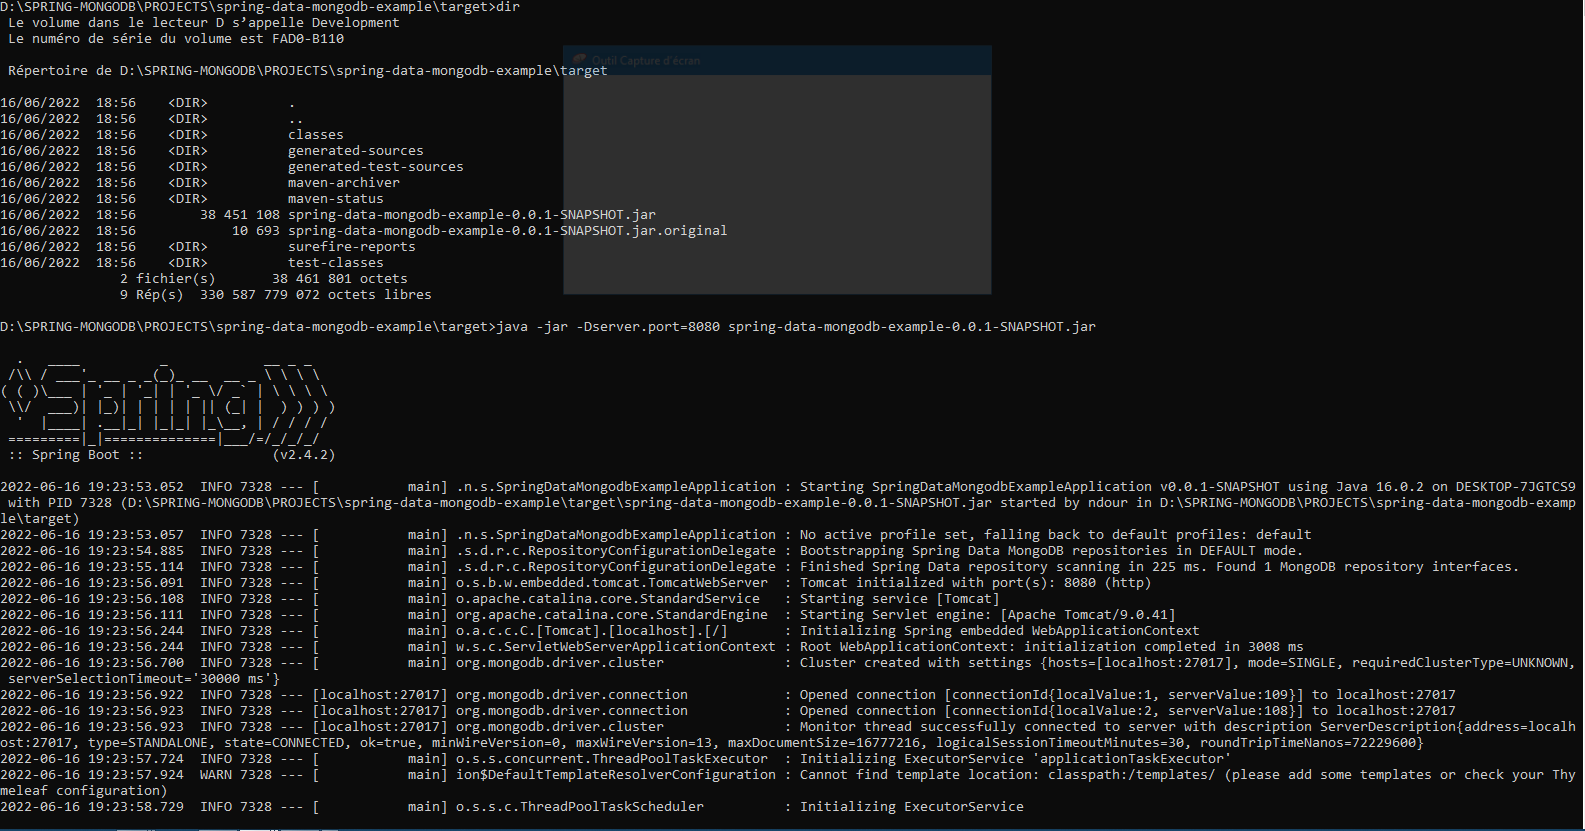 D:\SPRING-MONGODB\PROJECTS\spring-data-mongodb-example\target>dir
 Le volume dans le lecteur D s’appelle Development
 Le numéro de série du volume est FAD0-B110
Outil Capture d'écran
 Répertoire de D:\SPRING-MONGODB\PROJECTS\spring-data-mongodb-example\target
16/06/2022  18:56    <DIR>          .
16/06/2022  18:56    <DIR>          ..
16/06/2022  18:56    <DIR>          classes
16/06/2022  18:56    <DIR>          generated-sources
16/06/2022  18:56    <DIR>          generated-test-sources
16/06/2022  18:56    <DIR>          maven-archiver
16/06/2022  18:56    <DIR>          maven-status
16/06/2022  18:56        38 451 108 spring-data-mongodb-example-0.0.1-SNAPSHOT.jar
16/06/2022  18:56            10 693 spring-data-mongodb-example-0.0.1-SNAPSHOT.jar.original
16/06/2022  18:56    <DIR>          surefire-reports
16/06/2022  18:56    <DIR>          test-classes
               2 fichier(s)       38 461 801 octets
               9 Rép(s)  330 587 779 072 octets libres
D:\SPRING-MONGODB\PROJECTS\spring-data-mongodb-example\target>java -jar -Dserver.port=8080 spring-data-mongodb-example-0.0.1-SNAPSHOT.jar
Spring
 :: Spring Boot ::                (v2.4.2)
2022-06-16 19:23:53.052  INFO 7328 --- [           main] .n.s.SpringDataMongodbExampleApplication : Starting SpringDataMongodbExampleApplication v0.0.1-SNAPSHOT using Java 16.0.2 on DESKTOP-7JGTCS9
 with PID 7328 (D:\SPRING-MONGODB\PROJECTS\spring-data-mongodb-example\target\spring-data-mongodb-example-0.0.1-SNAPSHOT.jar started by ndour in D:\SPRING-MONGODB\PROJECTS\spring-data-mongodb-examp
le\target)
2022-06-16 19:23:53.057  INFO 7328 --- [           main] .n.s.SpringDataMongodbExampleApplication : No active profile set, falling back to default profiles: default
2022-06-16 19:23:54.885  INFO 7328 --- [           main] .s.d.r.c.RepositoryConfigurationDelegate : Bootstrapping Spring Data MongoDB repositories in DEFAULT mode.
2022-06-16 19:23:55.114  INFO 7328 --- [           main] .s.d.r.c.RepositoryConfigurationDelegate : Finished Spring Data repository scanning in 225 ms. Found 1 MongoDB repository interfaces.
2022-06-16 19:23:56.091  INFO 7328 --- [           main] o.s.b.w.embedded.tomcat.TomcatWebServer  : Tomcat initialized with port(s): 8080 (http)
2022-06-16 19:23:56.108  INFO 7328 --- [           main] o.apache.catalina.core.StandardService   : Starting service [Tomcat]
2022-06-16 19:23:56.111  INFO 7328 --- [           main] org.apache.catalina.core.StandardEngine  : Starting Servlet engine: [Apache Tomcat/9.0.41]
2022-06-16 19:23:56.244  INFO 7328 --- [           main] o.a.c.c.C.[Tomcat].[localhost].[/]       : Initializing Spring embedded WebApplicationContext
2022-06-16 19:23:56.244  INFO 7328 --- [           main] w.s.c.ServletWebServerApplicationContext : Root WebApplicationContext: initialization completed in 3008 ms
2022-06-16 19:23:56.700  INFO 7328 --- [           main] org.mongodb.driver.cluster               : Cluster created with settings {hosts=[localhost:27017], mode=SINGLE, requiredClusterType=UNKNOWN,
 serverSelectionTimeout='30000 ms'}
2022-06-16 19:23:56.922  INFO 7328 --- [localhost:27017] org.mongodb.driver.connection            : Opened connection [connectionId{localValue:1, serverValue:109}] to localhost:27017
2022-06-16 19:23:56.923  INFO 7328 --- [localhost:27017] org.mongodb.driver.connection            : Opened connection [connectionId{localValue:2, serverValue:108}] to localhost:27017
2022-06-16 19:23:56.923  INFO 7328 --- [localhost:27017] org.mongodb.driver.cluster               : Monitor thread successfully connected to server with description ServerDescription{address=localh
ost:27017, type=STANDALONE, state=CONNECTED, ok=true, minWireVersion=0, maxWireVersion=13, maxDocumentSize=16777216, logicalSessionTimeoutMinutes=30, roundTripTimeNanos=72229600}
2022-06-16 19:23:57.724  INFO 7328 --- [           main] o.s.s.concurrent.ThreadPoolTaskExecutor  : Initializing ExecutorService 'applicationTaskExecutor'
2022-06-16 19:23:57.924  WARN 7328 --- [           main] ion$DefaultTemplateResolverConfiguration : Cannot find template location: classpath:/templates/ (please add some templates or check your Thy
meleaf configuration)
2022-06-16 19:23:58.729  INFO 7328 --- [           main] o.s.s.c.ThreadPoolTaskScheduler          : Initializing ExecutorService